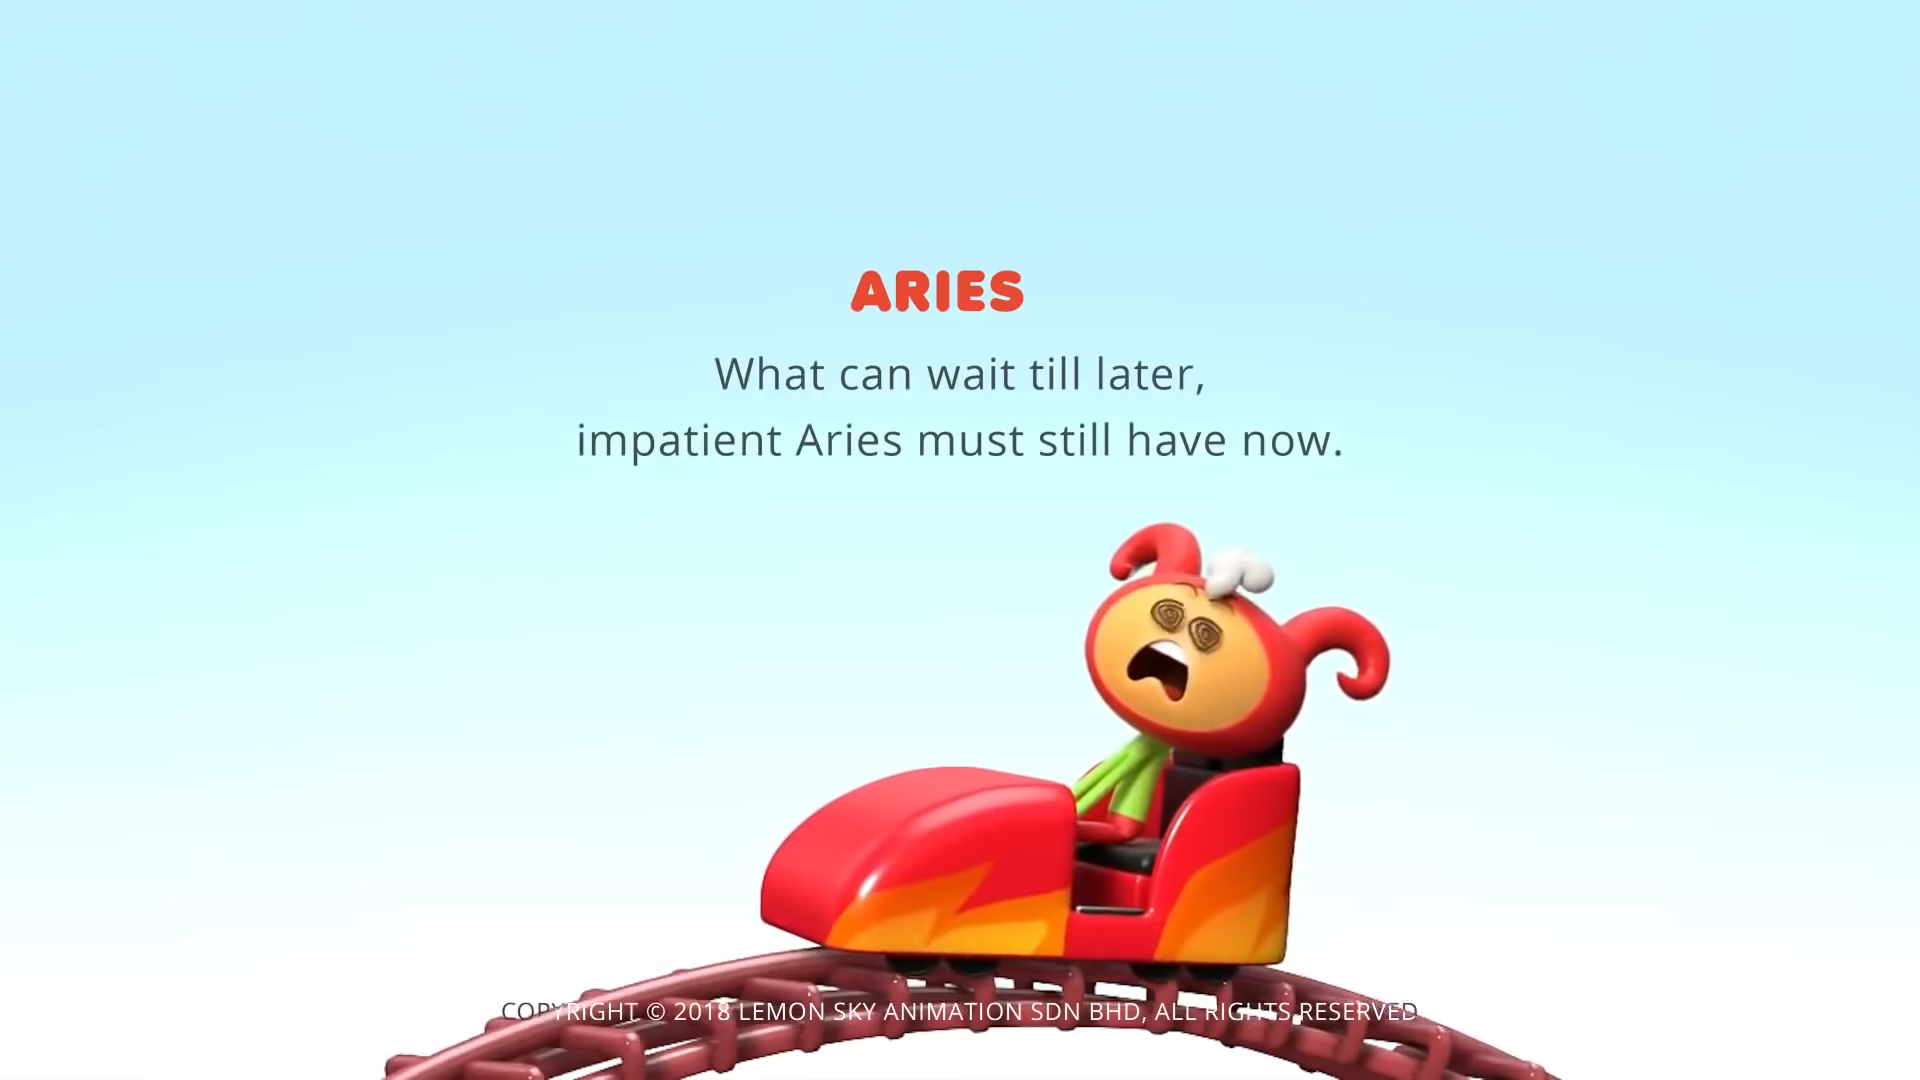 ARIES
What can wait till later,
impatient Aries must still have now.
COPYRIGHT © 2018 LEMON SKY ANIMATION SDN BHD, ALL RIGHTS RESERVED